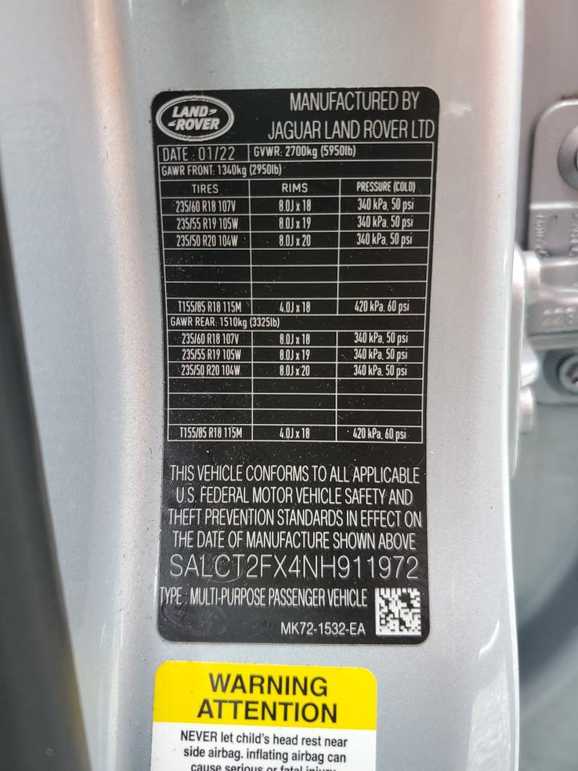 LAND-
-ROVER
MANUFACTURED BY
JAGUAR LAND ROVER LTD
DATE : 01/22 GVWR: 2700kg (5950lb)
GAWR FRONT: 1340kg (2950lb)
TIRES RIMS PRESSURE (COLD)
235/60 R18 107V 8.0J x 18 340 kPa, 50 psi
235/55 R19 105W 8.0J x 19 340 kPa, 50 psi
235/50 R20 104W 8.0J x 20 340 kPa, 50 psi
T155/85 R18 115M 4.0J x 18 420 kPa, 60 psi
GAWR REAR: 1510kg (3325lb)
235/60 R18 107V 8.0J x 18 340 kPa, 50 psi
235/55 R19 105W 8.0J x 19 340 kPa, 50 psi
235/50 R20 104W 8.0J x 20 340 kPa, 50 psi
T155/85 R18 115M 4.0J x 18 420 kPa, 60 psi
THIS VEHICLE CONFORMS TO ALL APPLICABLE
U.S. FEDERAL MOTOR VEHICLE SAFETY AND
THEFT PREVENTION STANDARDS IN EFFECT ON
THE DATE OF MANUFACTURE SHOWN ABOVE
SALCT2FX4NH911972
TYPE : MULTI-PURPOSE PASSENGER VEHICLE
MK72-1532-EA
WARNING
ATTENTION
NEVER let child's head rest near
side airbag. inflating airbag can
cause serious or fatal injury